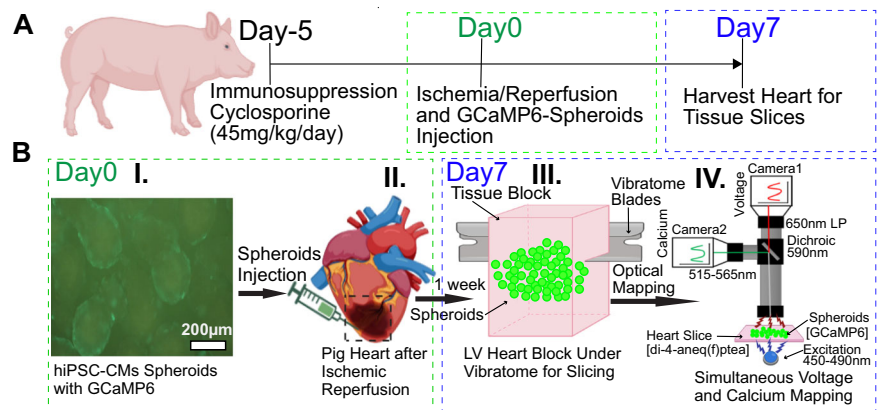 A
Day-5
Day0
Day7
Immunosuppression
Cyclosporine
(45mg/kg/day)
Ischemia/Reperfusion
and GCaMP6-Spheroids
Injection
Harvest Heart for
Tissue Slices
B
Day0
I.
200µm
hiPSC-CMs Spheroids
with GCaMP6
Spheroids
Injection
II.
Pig Heart after
Ischemic
Reperfusion
1 week
Day7
III.
Tissue Block
Vibratome
Blades
Spheroids
LV Heart Block Under
Vibratome for Slicing
Optical
Mapping
IV.
Camera1
Voltage
650nm LP
Camera2
Calcium
Dichroic
590nm
515-565nm
Spheroids
[GCaMP6]
Heart Slice
[di-4-aneq(f)ptea]
Excitation
450-490nm
Simultaneous Voltage
and Calcium Mapping